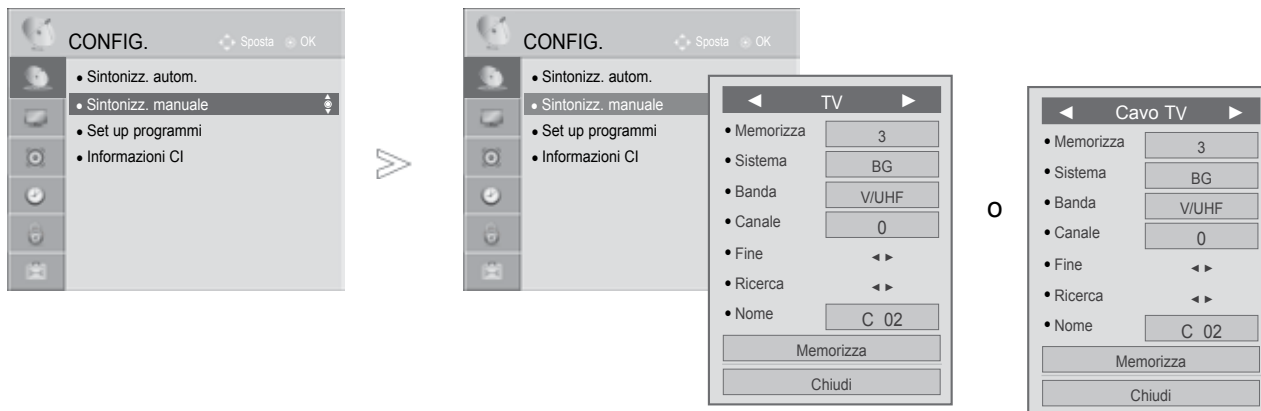 CONFIG. Sposta OK
• Sintonizz. autom.
• Sintonizz. manuale
• Set up programmi
• Informazioni CI
CONFIG. Sposta OK
• Sintonizz. autom.
• Sintonizz. manuale
• Set up programmi
• Informazioni CI
◄ TV ►
• Memorizza 3
• Sistema BG
• Banda V/UHF
• Canale 0
• Fine ◄ ►
• Ricerca ◄ ►
• Nome C 02
Memorizza
Chiudi
o
◄ Cavo TV ►
• Memorizza 3
• Sistema BG
• Banda V/UHF
• Canale 0
• Fine ◄ ►
• Ricerca ◄ ►
• Nome C 02
Memorizza
Chiudi